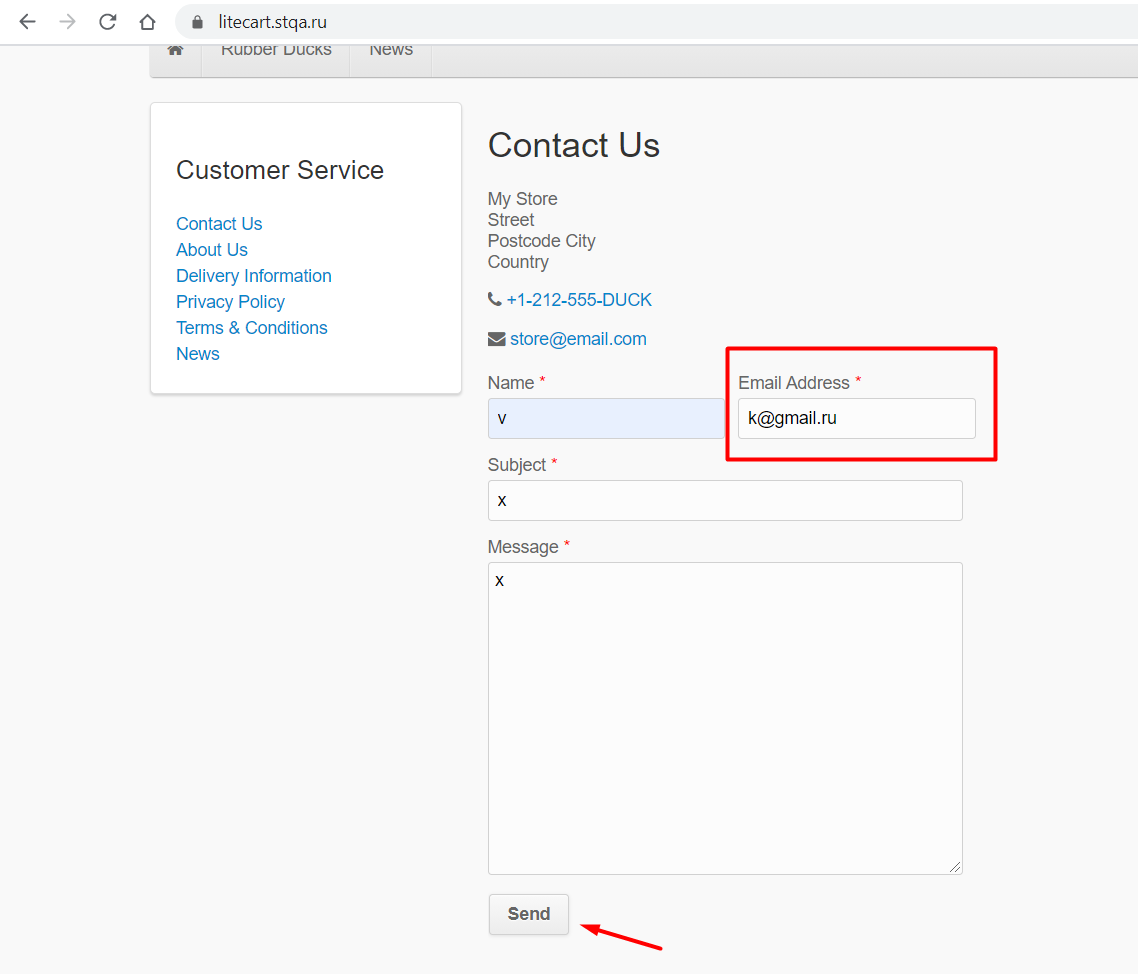 litecart.stqa.ru
Rubber Ducks News
Customer Service
Contact Us
About Us
Delivery Information
Privacy Policy
Terms & Conditions
News
Contact Us
My Store
Street
Postcode City
Country
+1-212-555-DUCK
store@email.com
Name * Email Address *
v k@gmail.ru
Subject *
x
Message *
x
Send